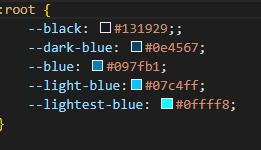 :root {
--black: #131929;;
--dark-blue: #0e4567;
--blue: #097fb1;
--light-blue:#07c4ff;
--lightest-blue: #0ffff8;
}